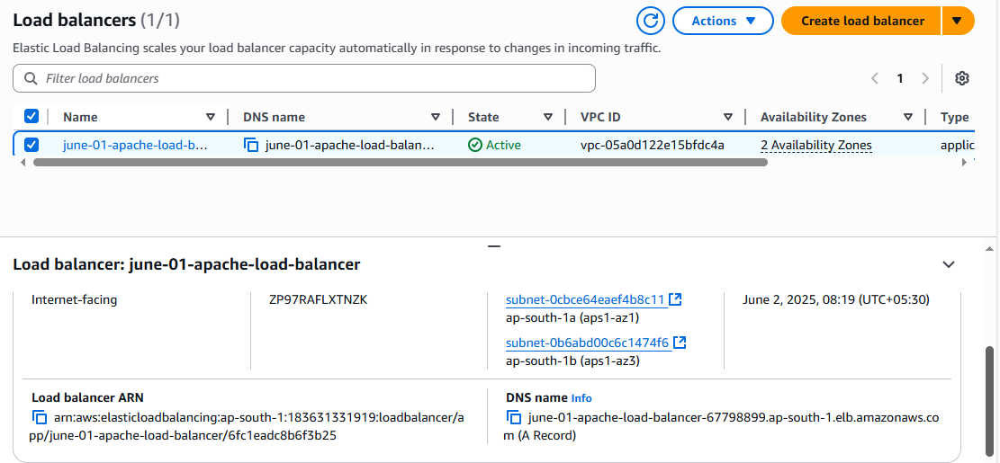 Load balancers (1/1)
Actions
Create load balancer
Elastic Load Balancing scales your load balancer capacity automatically in response to changes in incoming traffic.
Filter load balancers
1
Name DNS name State VPC ID Availability Zones Type
june-01-apache-load-b... june-01-apache-load-balan... Active vpc-05a0d122e15bfdc4a 2 Availability Zones applic
Load balancer: june-01-apache-load-balancer
Internet-facing ZP97RAFLXTNZK subnet-0cbce64eaef4b8c11 June 2, 2025, 08:19 (UTC+05:30)
ap-south-1a (aps1-az1)
subnet-0b6abd00c6c1474f6
ap-south-1b (aps1-az3)
Load balancer ARN
arn:aws:elasticloadbalancing:ap-south-1:183631331919:loadbalancer/a
pp/june-01-apache-load-balancer/6fc1eadc8b6f3b25
DNS name Info
june-01-apache-load-balancer-67798899.ap-south-1.elb.amazonaws.co
m (A Record)